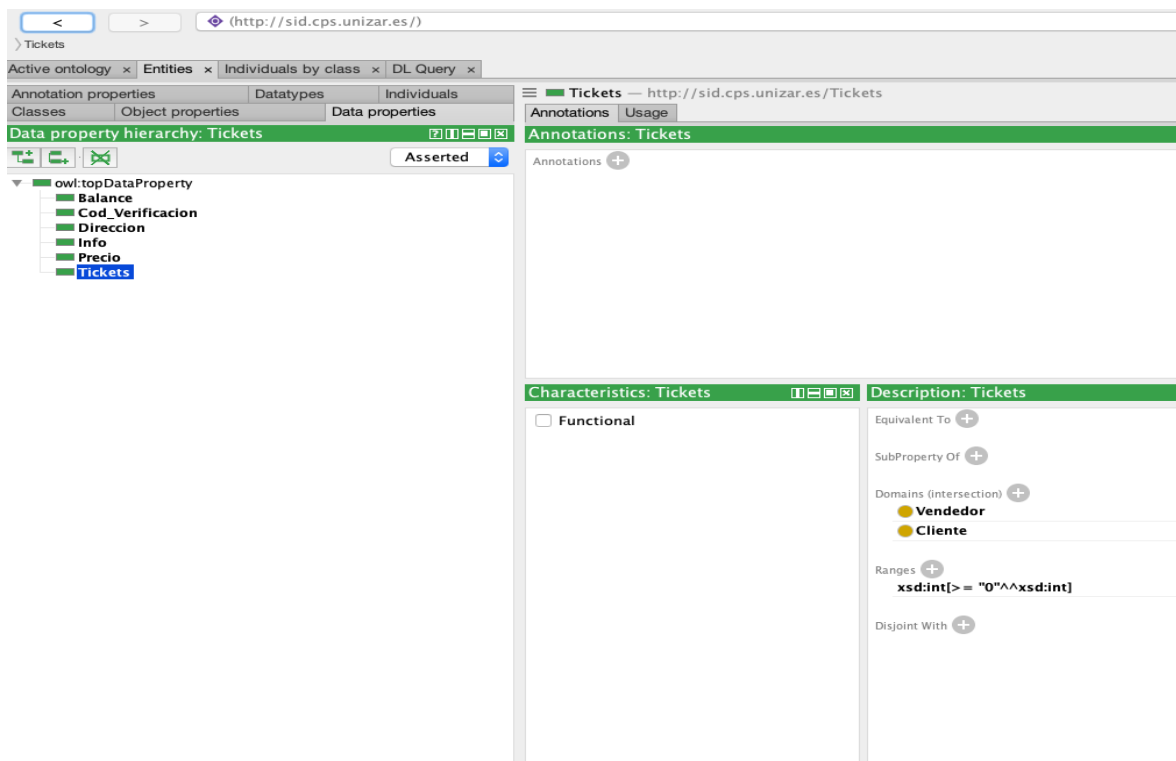 < > (http://sid.cps.unizar.es/)
Tickets
Active ontology × Entities × Individuals by class × DL Query ×
Annotation properties Datatypes Individuals
Classes Object properties Data properties
Data property hierarchy: Tickets
Asserted
owl:topDataProperty
Balance
Cod_Verificacion
Direccion
Info
Precio
Tickets
Tickets — http://sid.cps.unizar.es/Tickets
Annotations Usage
Annotations: Tickets
Annotations
Characteristics: Tickets
Functional
Description: Tickets
Equivalent To
SubProperty Of
Domains (intersection)
Vendedor
Cliente
Ranges
xsd:int[>= "0"^^xsd:int]
Disjoint With